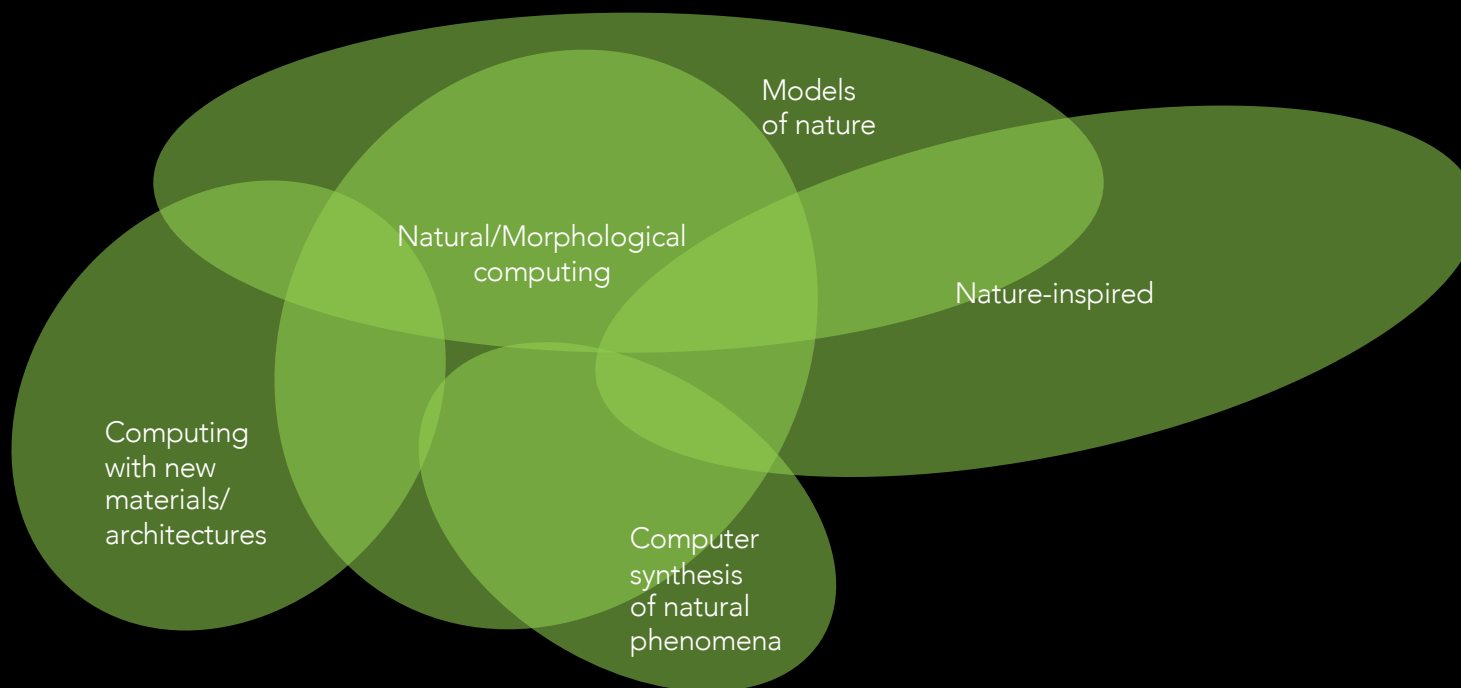 Models
of nature
Natural/Morphological
computing
Nature-inspired
Computing
with new
materials/
architectures
Computer
synthesis
of natural
phenomena